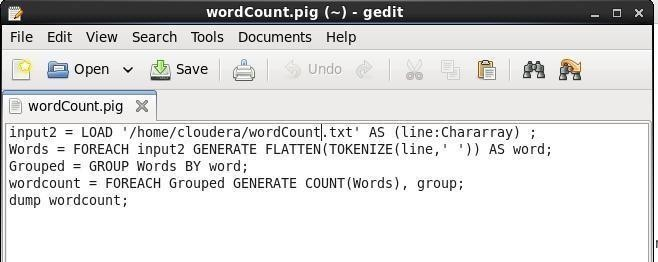 wordCount.pig (~) - gedit
File Edit View Search Tools Documents Help
Open Save Undo
wordCount.pig
input2 = LOAD '/home/cloudera/wordCount.txt' AS (line:Chararray) ;
Words = FOREACH input2 GENERATE FLATTEN(TOKENIZE(line,' ')) AS word;
Grouped = GROUP Words BY word;
wordcount = FOREACH Grouped GENERATE COUNT(Words), group;
dump wordcount;